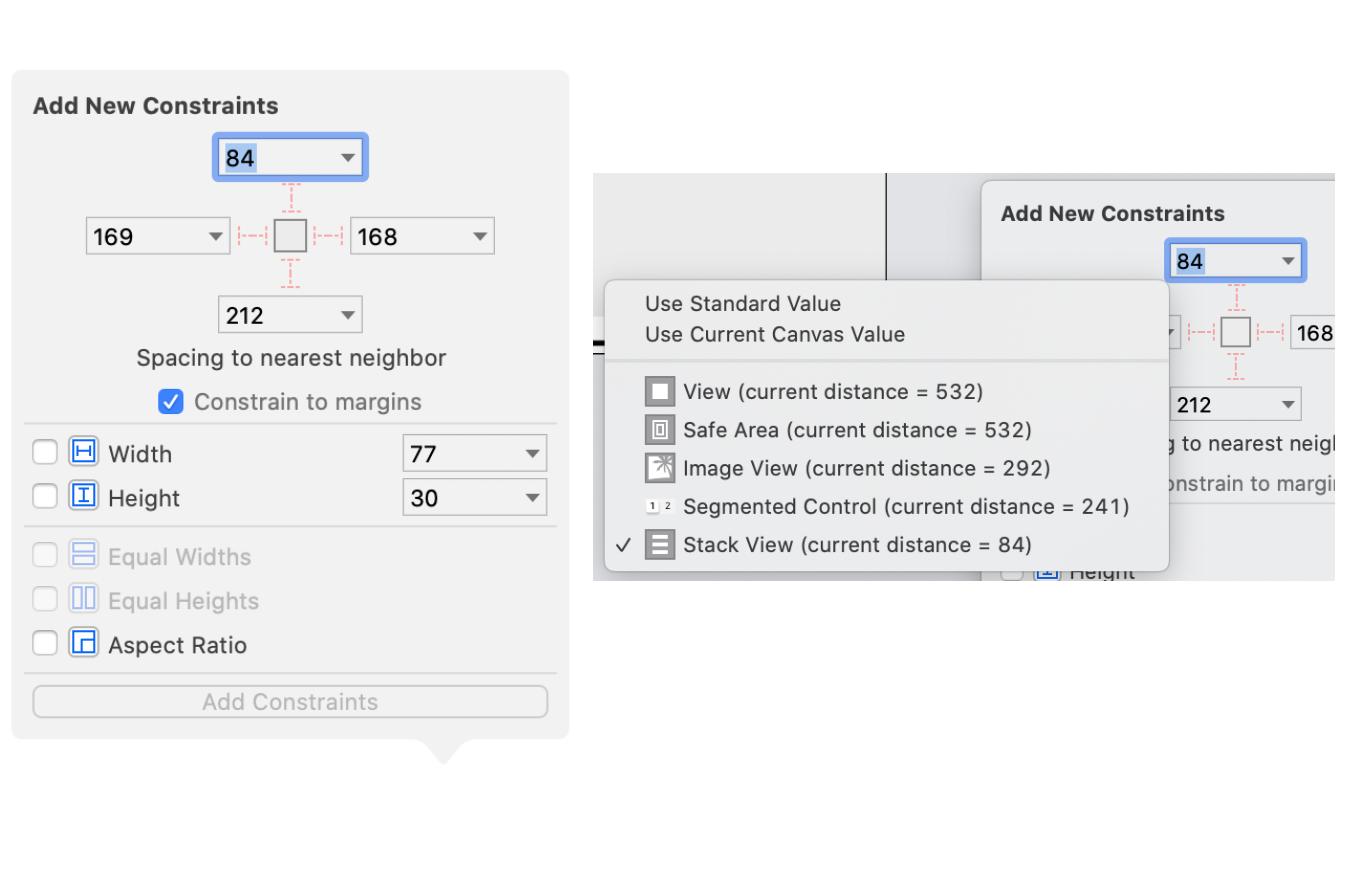 Add New Constraints
84
169
168
212
Spacing to nearest neighbor
Constrain to margins
Width 77
Height 30
Equal Widths
Equal Heights
Aspect Ratio
Add Constraints
Add New Constraints
84
Use Standard Value
Use Current Canvas Value
168
View (current distance = 532)
212
Safe Area (current distance = 532)
to nearest
Image View (current distance = 292)
to
1 2 Segmented Control (current distance = 241)
Stack View (current distance = 84)
Height